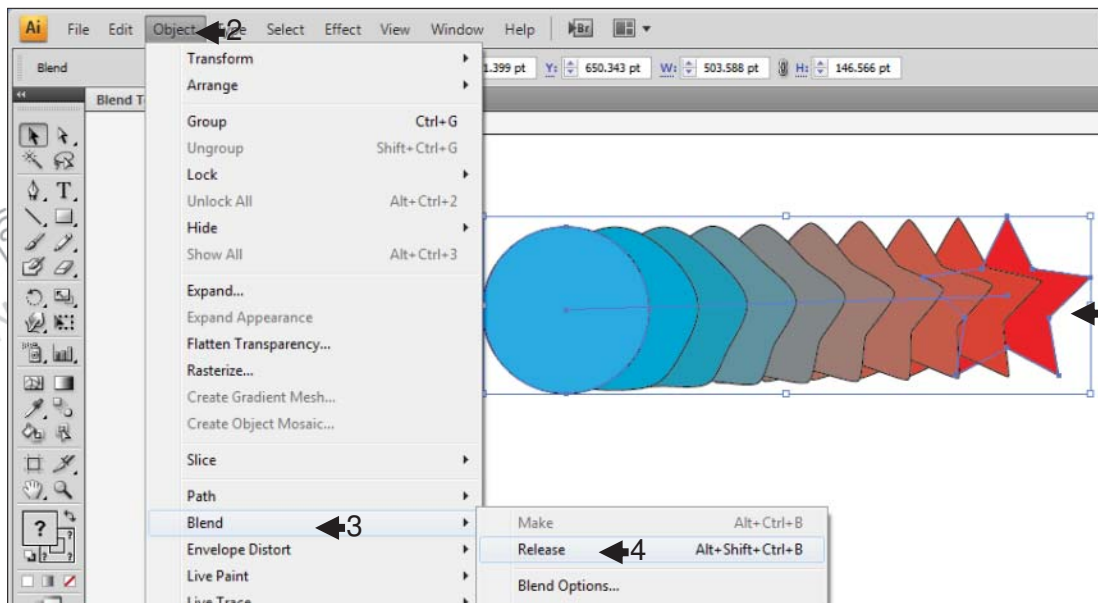 Ai File Edit Object 2 Type Select Effect View Window Help Br
Blend 1.399 pt Y: 650.343 pt W: 503.588 pt H: 146.566 pt
Blend T
Transform
Arrange
Group Ctrl+G
Ungroup Shift+Ctrl+G
Lock
Unlock All Alt+Ctrl+2
Hide
Show All Alt+Ctrl+3
Expand...
Expand Appearance
Flatten Transparency...
Rasterize...
Create Gradient Mesh...
Create Object Mosaic...
Slice
Path
Blend 3
Make Alt+Ctrl+B
Envelope Distort
Release 4 Alt+Shift+Ctrl+B
Live Paint
Blend Options...
Live Trace